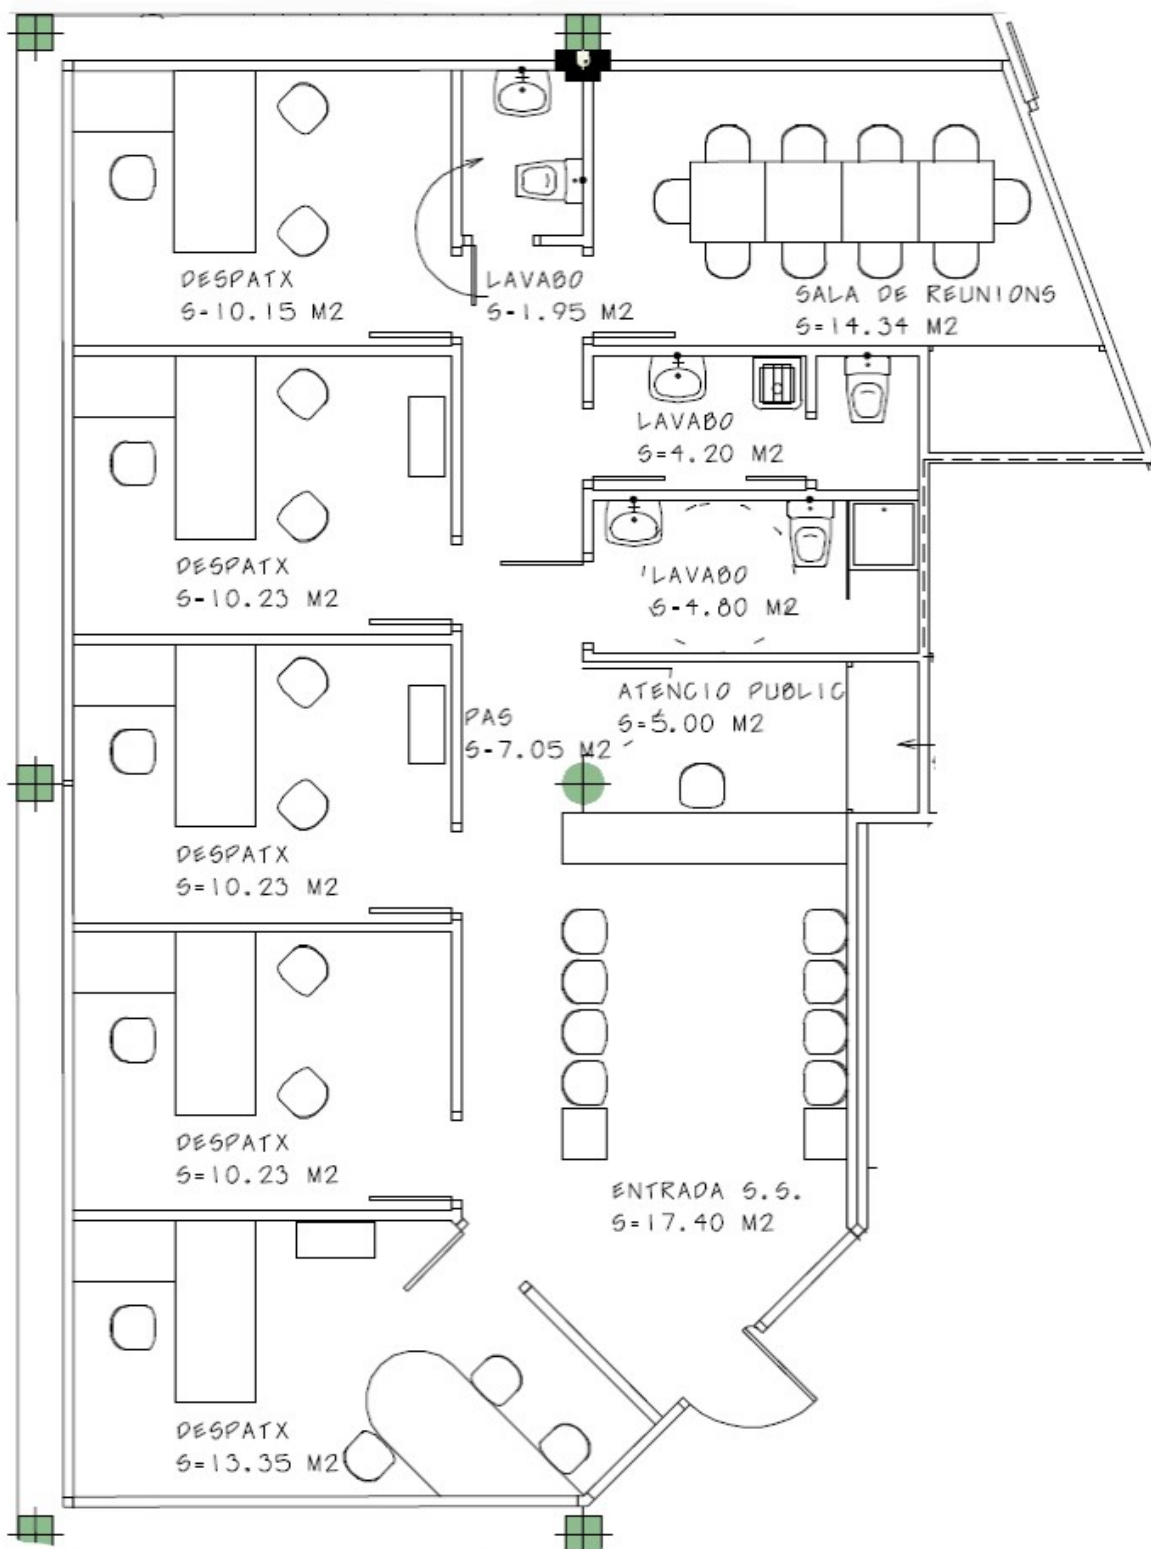 DESPATX
S-10.15 M2
LAVABO
S-1.95 M2
SALA DE REUNIONS
S=14.34 M2
LAVABO
S=4.20 M2
DESPATX
S-10.23 M2
LAVABO
S-4.80 M2
ATENCIO PUBLIC
S=5.00 M2
PAS
S-7.05 M2
DESPATX
S=10.23 M2
DESPATX
S=10.23 M2
ENTRADA S.S.
S=17.40 M2
DESPATX
S=13.35 M2